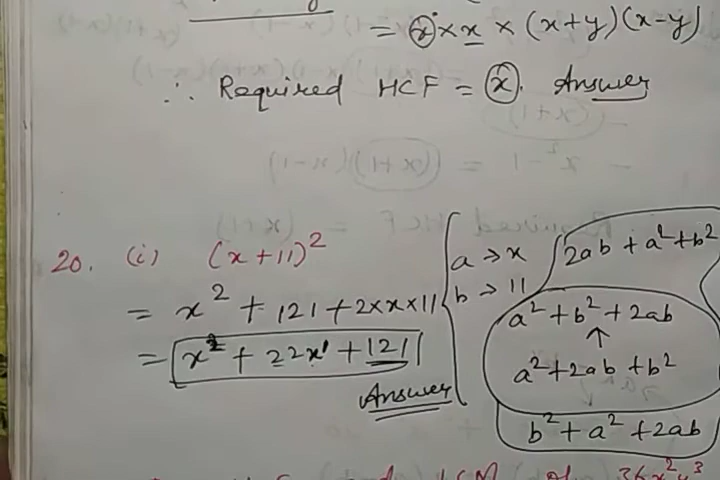 = x × x × (x+y)(x-y)
∴ Required HCF = x. Answer
20. (i) (x+11)²
= x² + 121 + 2×x×11
= x² + 22x¹ + 121
Answer
a → x
b → 11
2ab + a² + b²
a² + b² + 2ab
↑
a² + 2ab + b²
b² + a² + 2ab